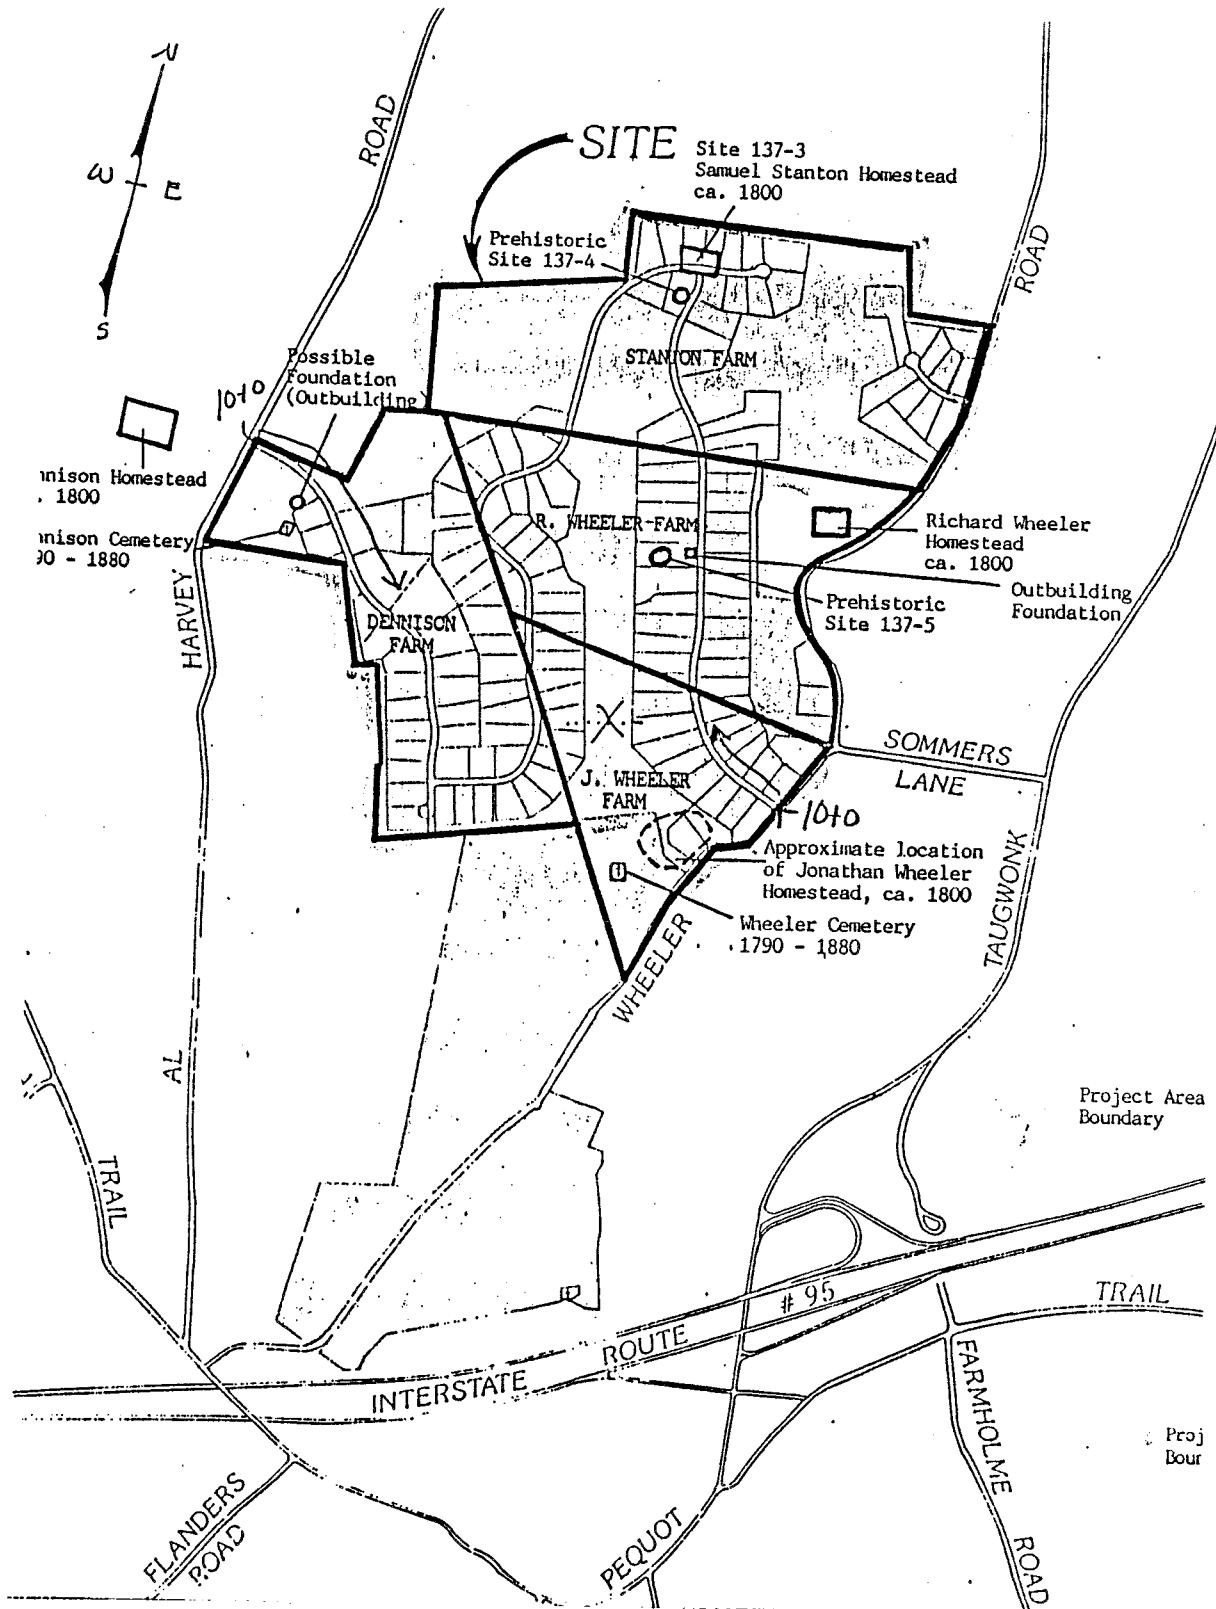 N
W E
S
ROAD
SITE
Site 137-3
Samuel Stanton Homestead
ca. 1800
Prehistoric
Site 137-4
ROAD
STANTON FARM
Possible
Foundation
(Outbuilding)
10+0
nnison Homestead
. 1800
nnison Cemetery
90 - 1880
R. WHEELER FARM
Richard Wheeler
Homestead
ca. 1800
Outbuilding
Foundation
Prehistoric
Site 137-5
HARVEY
DENNISON
FARM
X
SOMMERS
LANE
J. WHEELER
FARM
10+0
Approximate location
of Jonathan Wheeler
Homestead, ca. 1800
Wheeler Cemetery
1790 - 1880
WHEELER
TAUGWONK
AL
Project Area
Boundary
TRAIL
# 95
TRAIL
INTERSTATE ROUTE
FARMHOLME
ROAD
Proj
Bour
FLANDERS
ROAD
PEQUOT